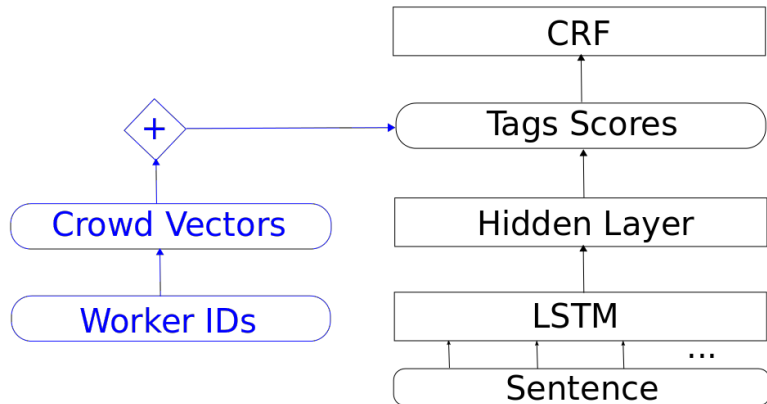 CRF
+
Tags Scores
Crowd Vectors
Hidden Layer
Worker IDs
LSTM
...
Sentence